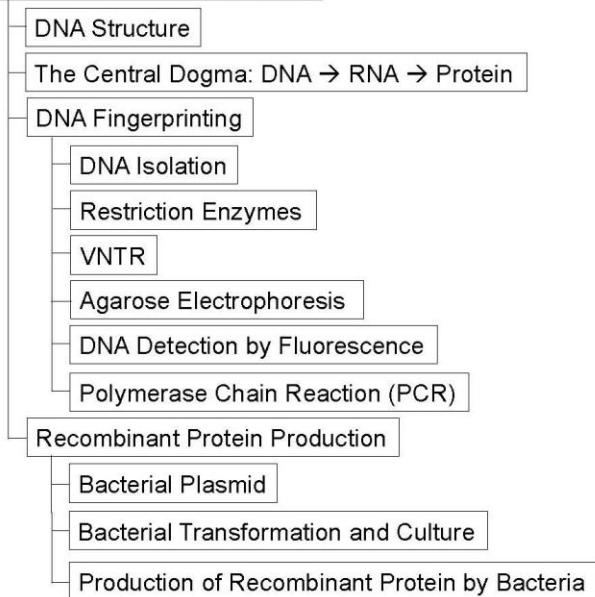 DNA Structure
The Central Dogma: DNA → RNA → Protein
DNA Fingerprinting
DNA Isolation
Restriction Enzymes
VNTR
Agarose Electrophoresis
DNA Detection by Fluorescence
Polymerase Chain Reaction (PCR)
Recombinant Protein Production
Bacterial Plasmid
Bacterial Transformation and Culture
Production of Recombinant Protein by Bacteria